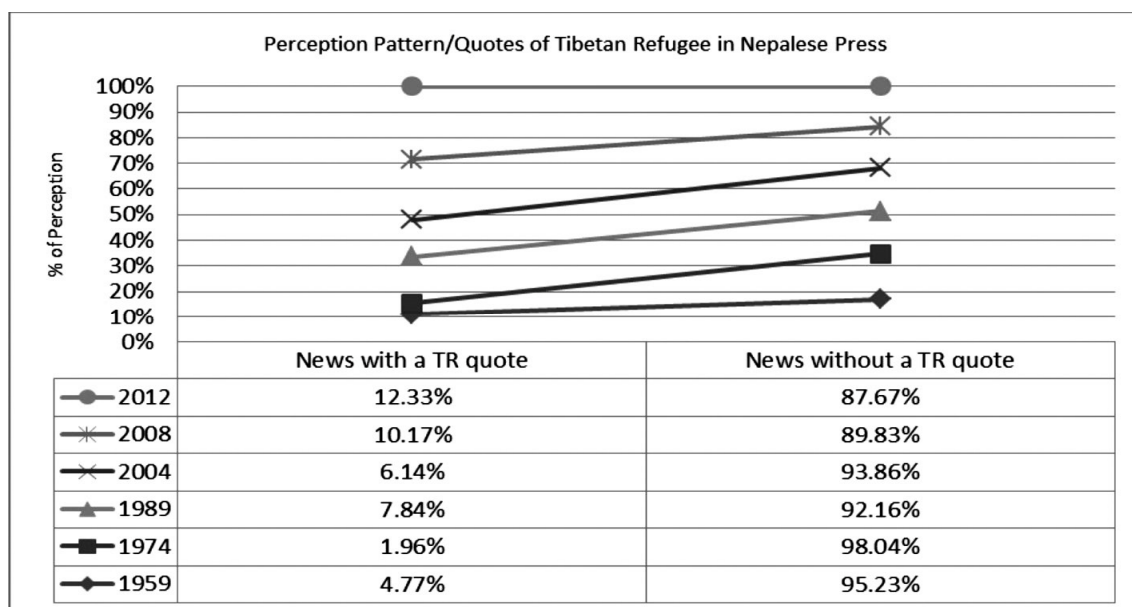 Perception Pattern/Quotes of Tibetan Refugee in Nepalese Press
% of Perception
100%
90%
80%
70%
60%
50%
40%
30%
20%
10%
0%
News with a TR quote News without a TR quote
2012 12.33% 87.67%
2008 10.17% 89.83%
2004 6.14% 93.86%
1989 7.84% 92.16%
1974 1.96% 98.04%
1959 4.77% 95.23%